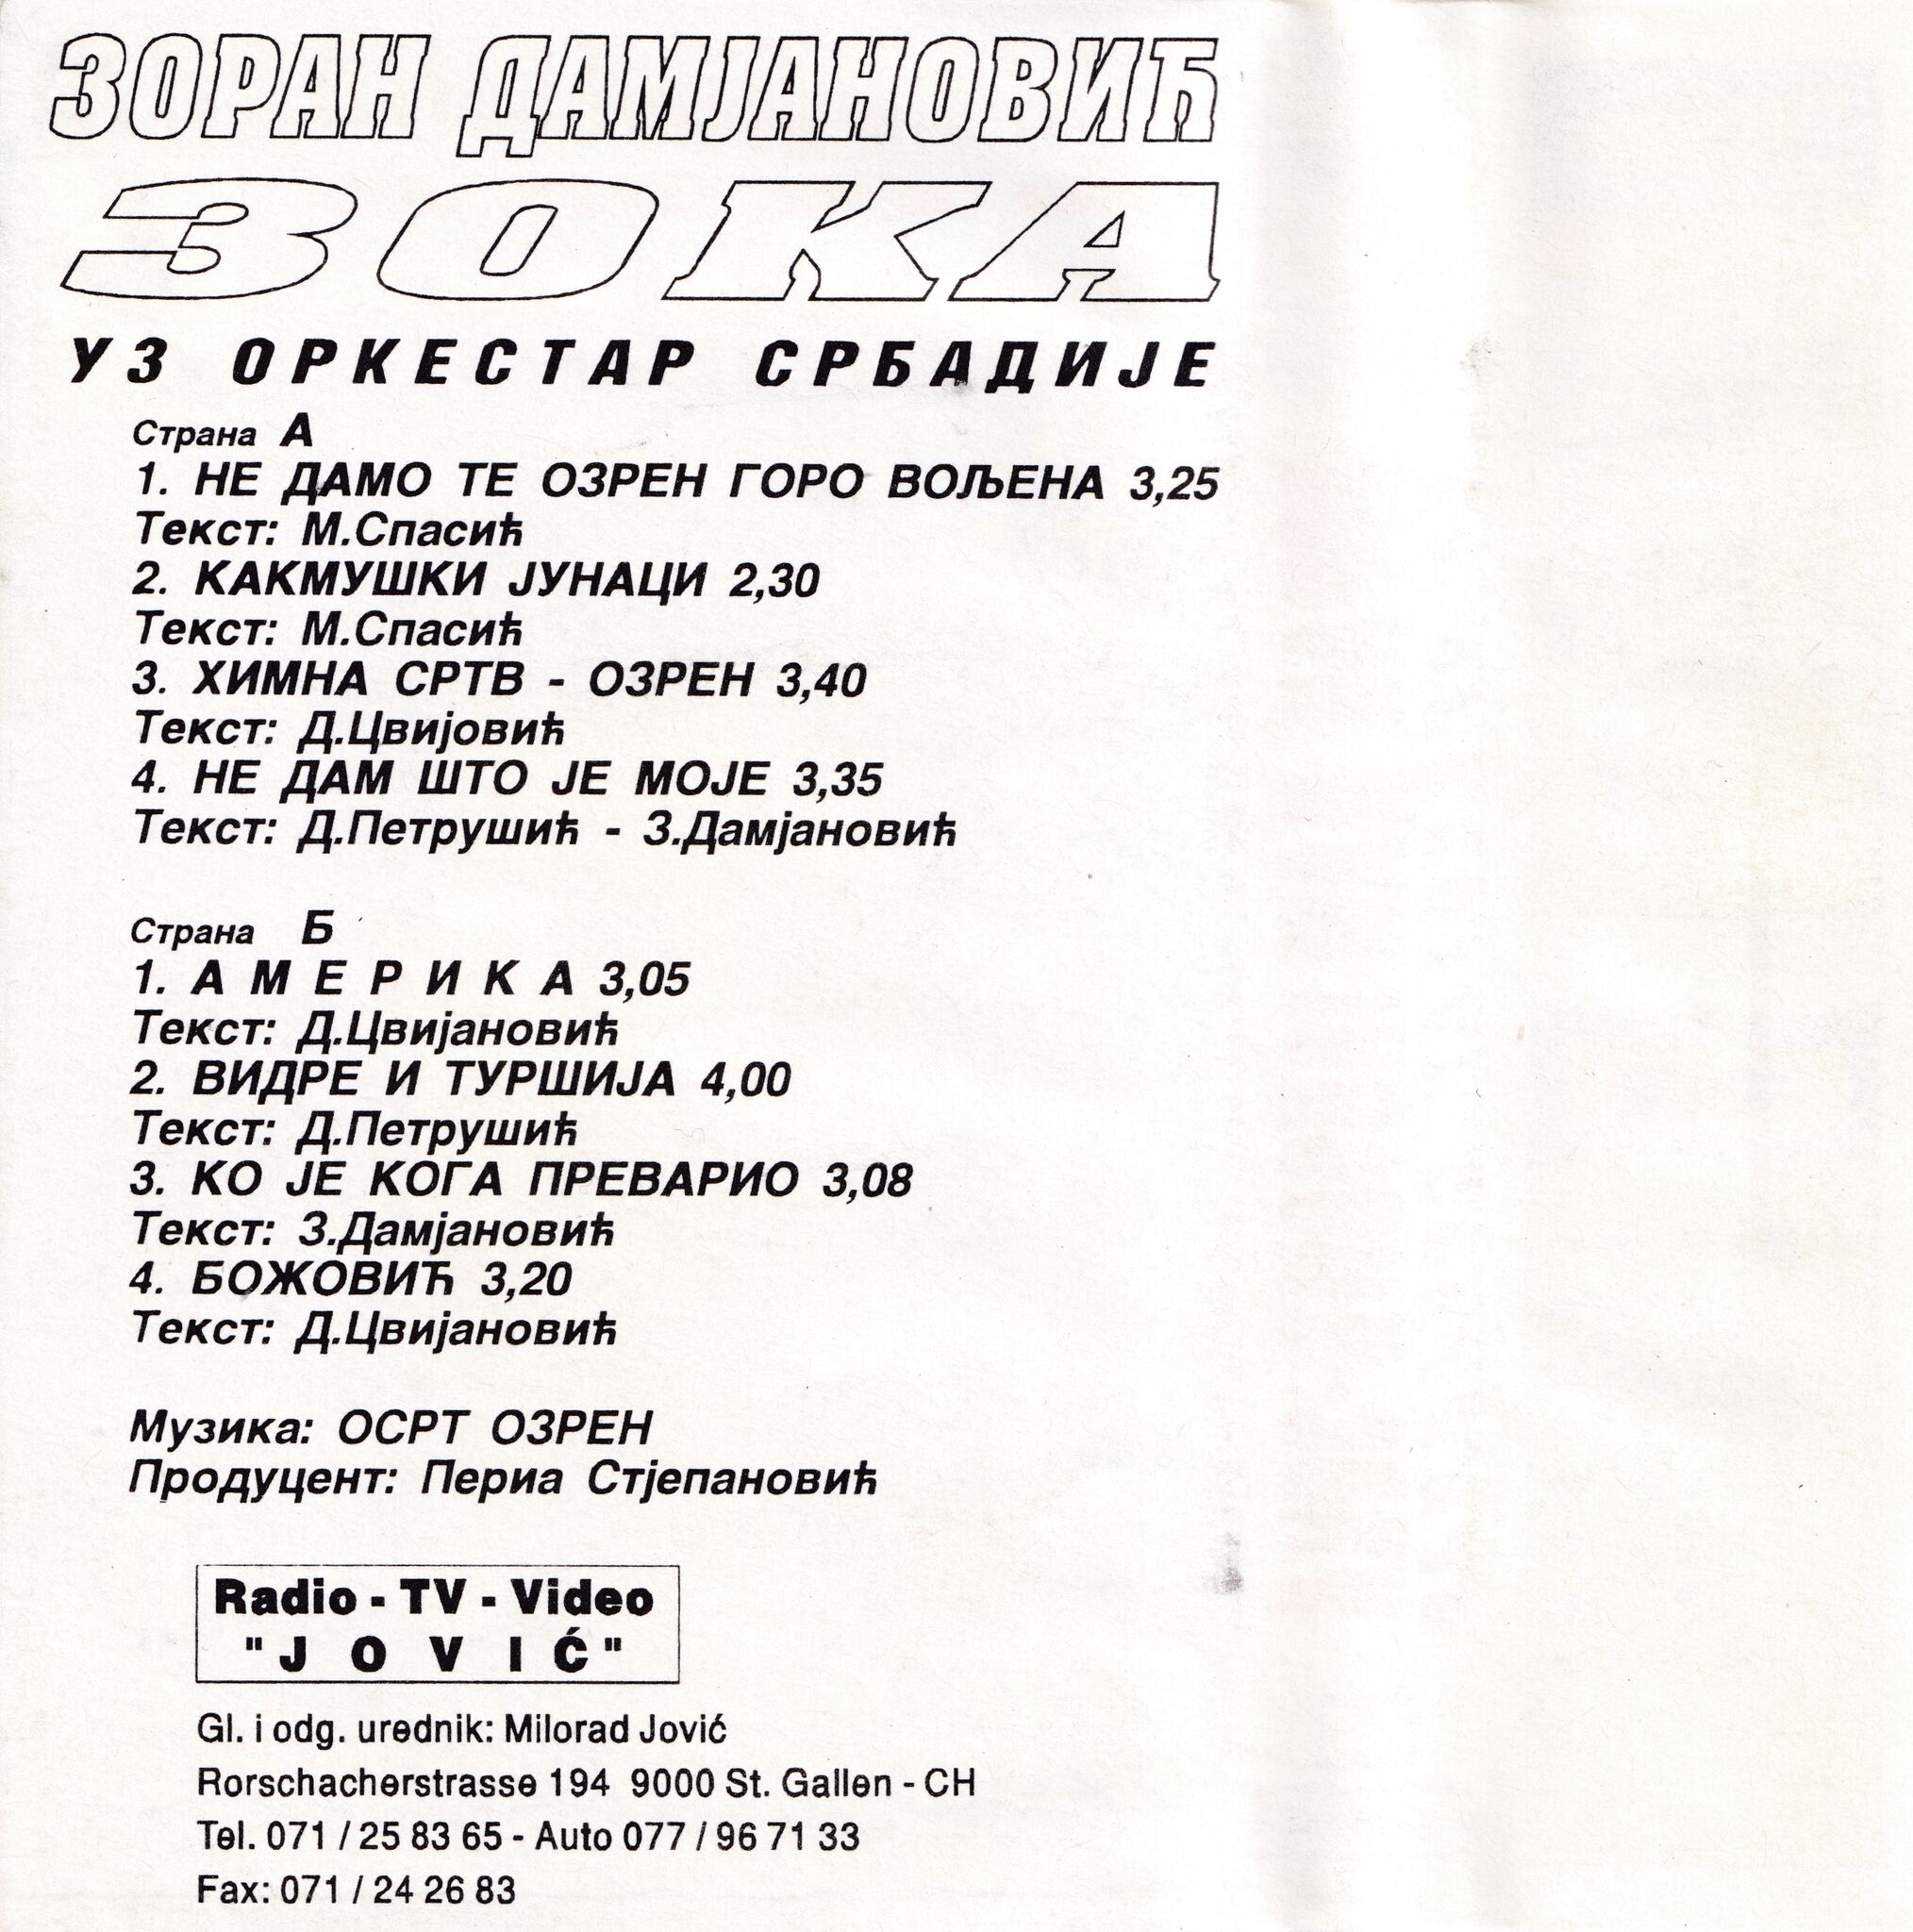 ЗОРАН ДАМЈАНОВИЋ
ЗОКА
УЗ ОРКЕСТАР СРБАДИЈЕ
Страна А
1. НЕ ДАМО ТЕ ОЗРЕН ГОРО ВОЉЕНА 3,25
Текст: М.Спасић
2. КАКМУШКИ ЈУНАЦИ 2,30
Текст: М.Спасић
3. ХИМНА СРТВ - ОЗРЕН 3,40
Текст: Д.Цвијовић
4. НЕ ДАМ ШТО ЈЕ МОЈЕ 3,35
Текст: Д.Петрушић - З.Дамјановић
Страна Б
1. А М Е Р И К А 3,05
Текст: Д.Цвијановић
2. ВИДРЕ И ТУРШИЈА 4,00
Текст: Д.Петрушић
3. КО ЈЕ КОГА ПРЕВАРИО 3,08
Текст: З.Дамјановић
4. БОЖОВИЋ 3,20
Текст: Д.Цвијановић
Музика: ОСРТ ОЗРЕН
Продуцент: Периа Стјепановић
Radio - TV - Video
"J O V I Ć"
Gl. i odg. urednik: Milorad Jović
Rorschacherstrasse 194 9000 St. Gallen - CH
Tel. 071 / 25 83 65 - Auto 077 / 96 71 33
Fax: 071 / 24 26 83